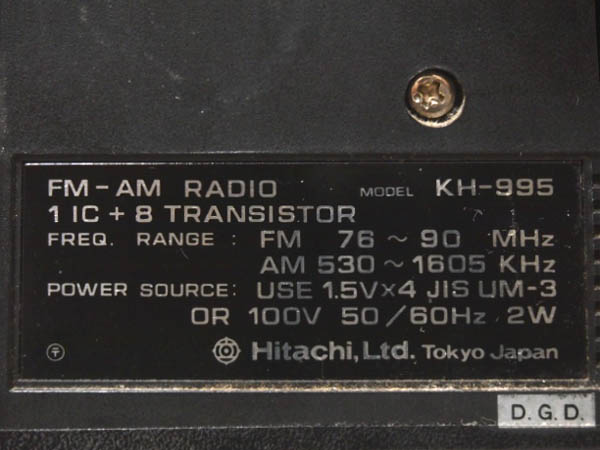 FM-AM RADIO MODEL KH-995
1 IC + 8 TRANSISTOR
FREQ. RANGE : FM 76 ~ 90 MHz
AM 530 ~ 1605 KHz
POWER SOURCE: USE 1.5V×4 JIS UM-3
OR 100V 50/60Hz 2W
Hitachi, Ltd. Tokyo Japan
D.G.D.